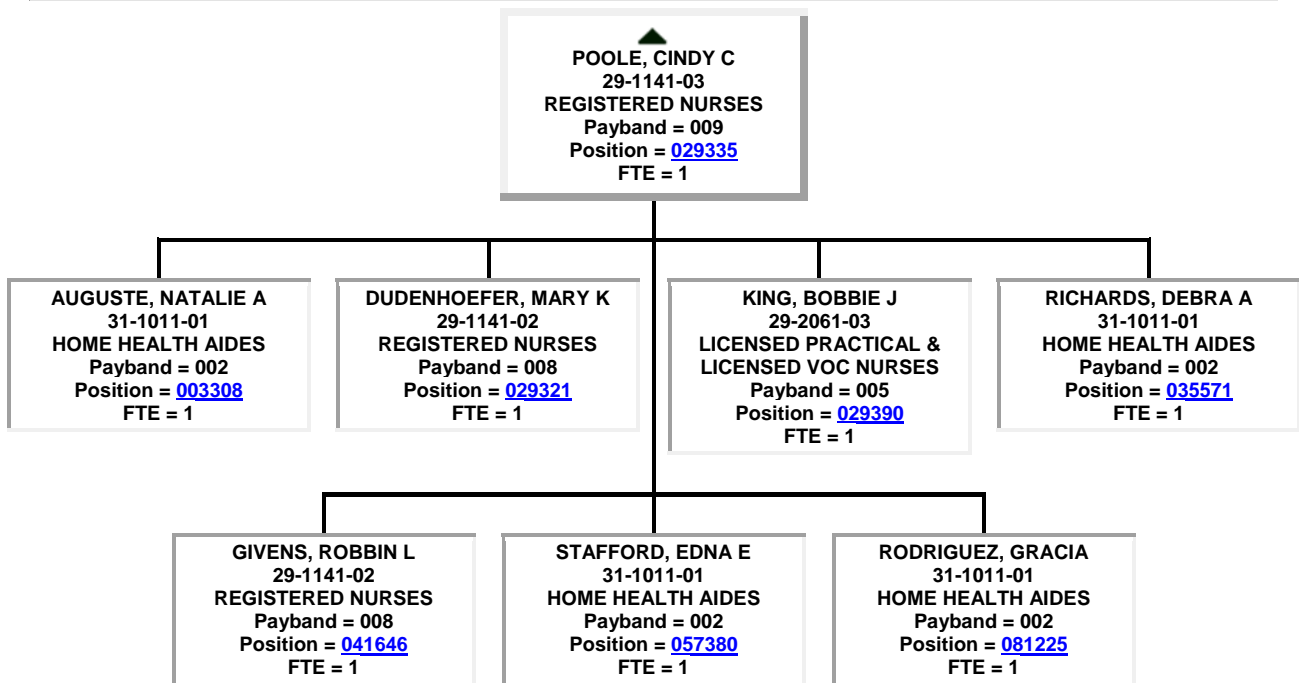 POOLE, CINDY C
29-1141-03
REGISTERED NURSES
Payband = 009
Position = 029335
FTE = 1
AUGUSTE, NATALIE A
31-1011-01
HOME HEALTH AIDES
Payband = 002
Position = 003308
FTE = 1
DUDENHOEFER, MARY K
29-1141-02
REGISTERED NURSES
Payband = 008
Position = 029321
FTE = 1
KING, BOBBIE J
29-2061-03
LICENSED PRACTICAL &
LICENSED VOC NURSES
Payband = 005
Position = 029390
FTE = 1
RICHARDS, DEBRA A
31-1011-01
HOME HEALTH AIDES
Payband = 002
Position = 035571
FTE = 1
GIVENS, ROBBIN L
29-1141-02
REGISTERED NURSES
Payband = 008
Position = 041646
FTE = 1
STAFFORD, EDNA E
31-1011-01
HOME HEALTH AIDES
Payband = 002
Position = 057380
FTE = 1
RODRIGUEZ, GRACIA
31-1011-01
HOME HEALTH AIDES
Payband = 002
Position = 081225
FTE = 1